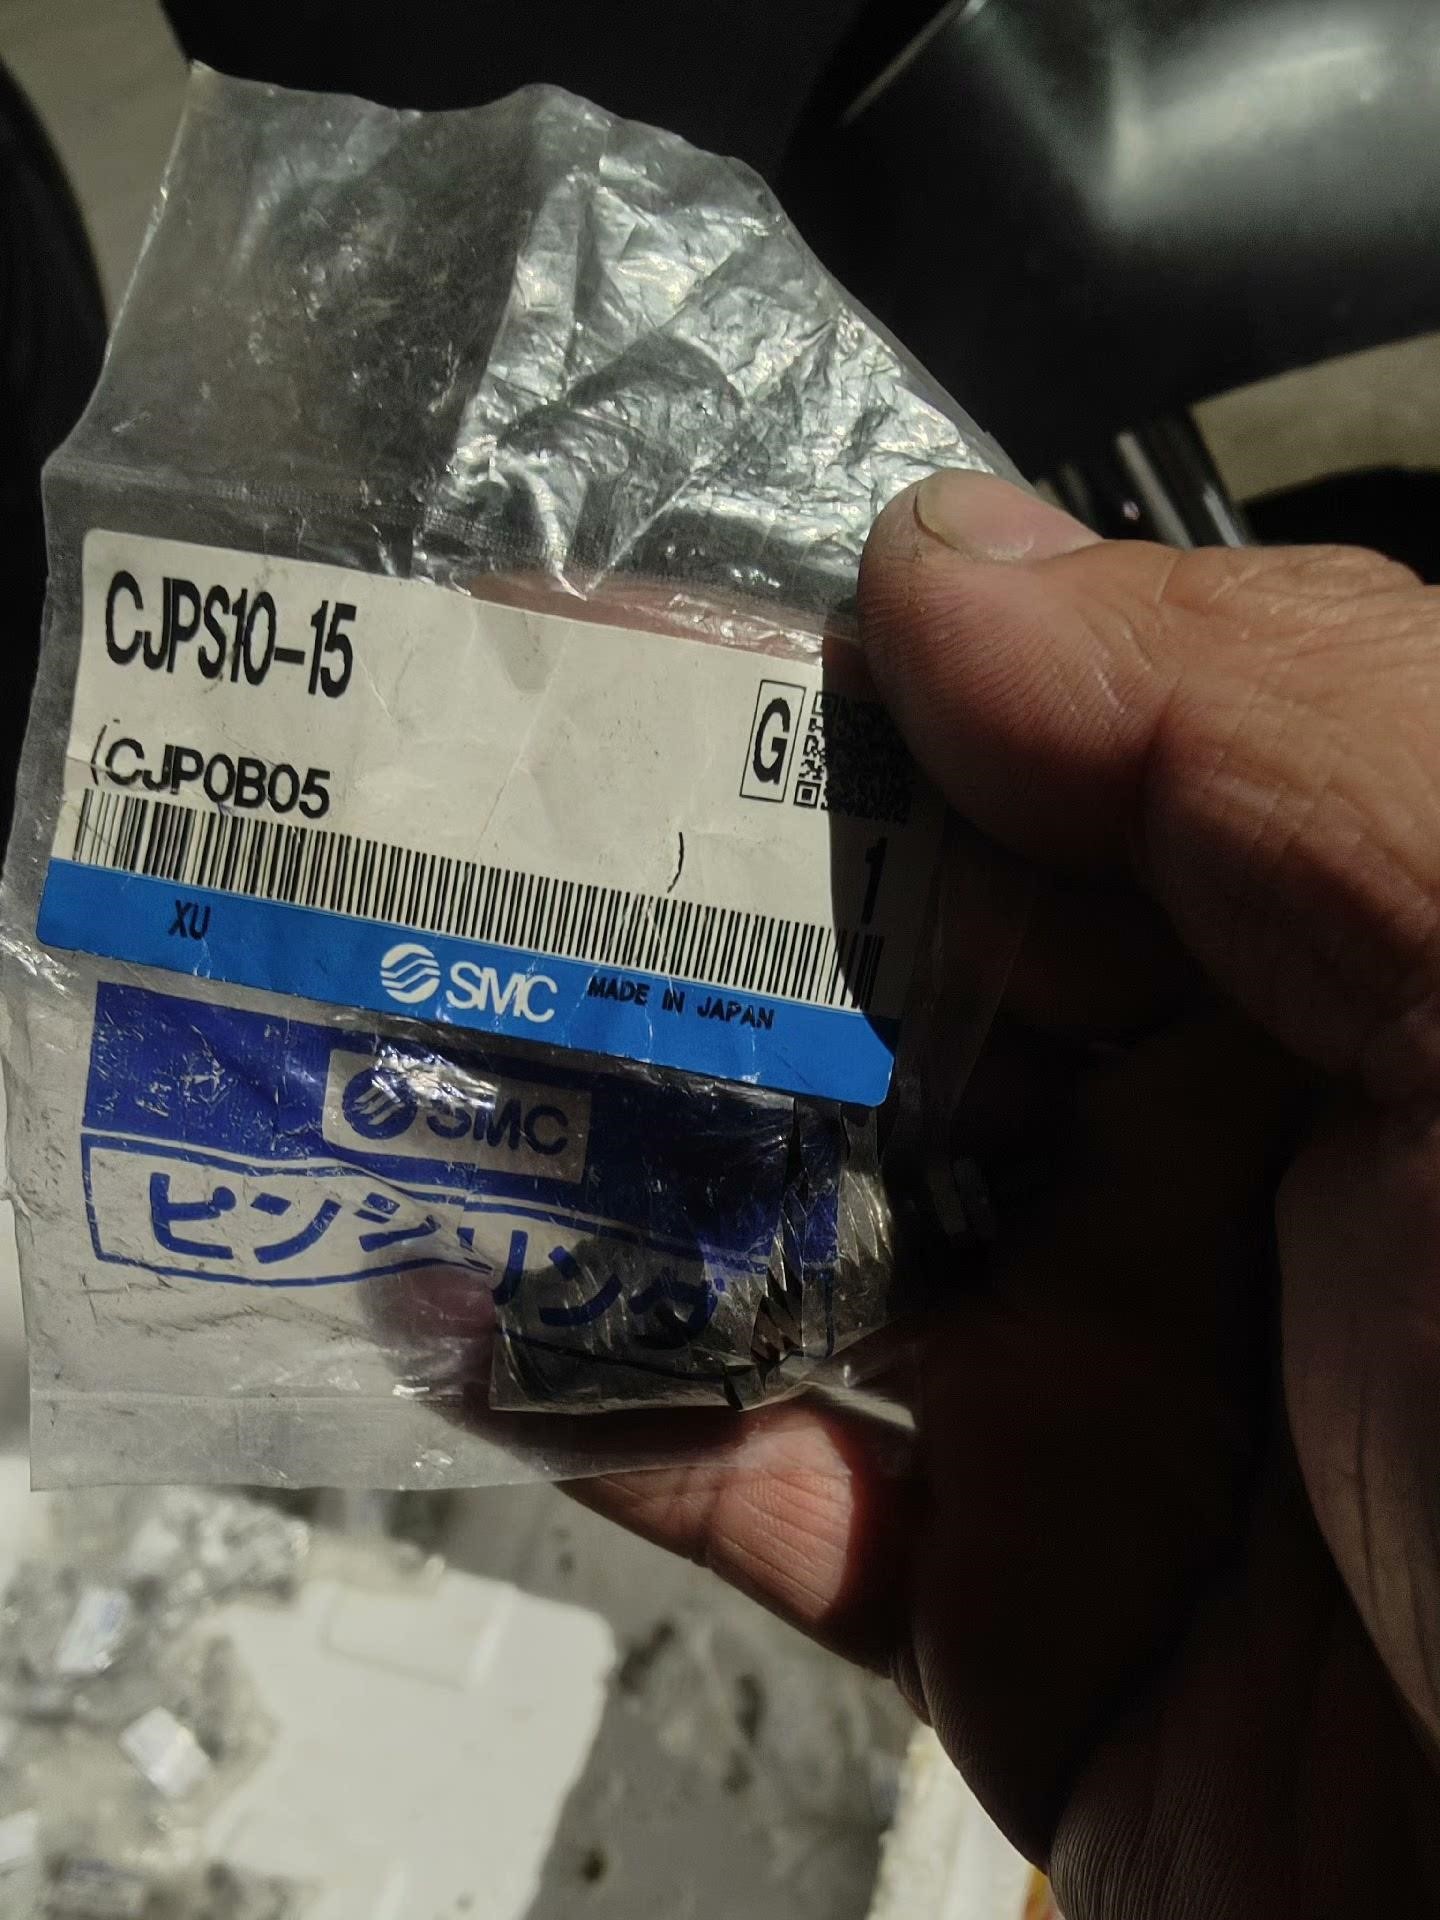 CJPS10-15
G
(CJP0B05 )
1
XU
SMC MADE IN JAPAN
SMC
ピンシリンダ